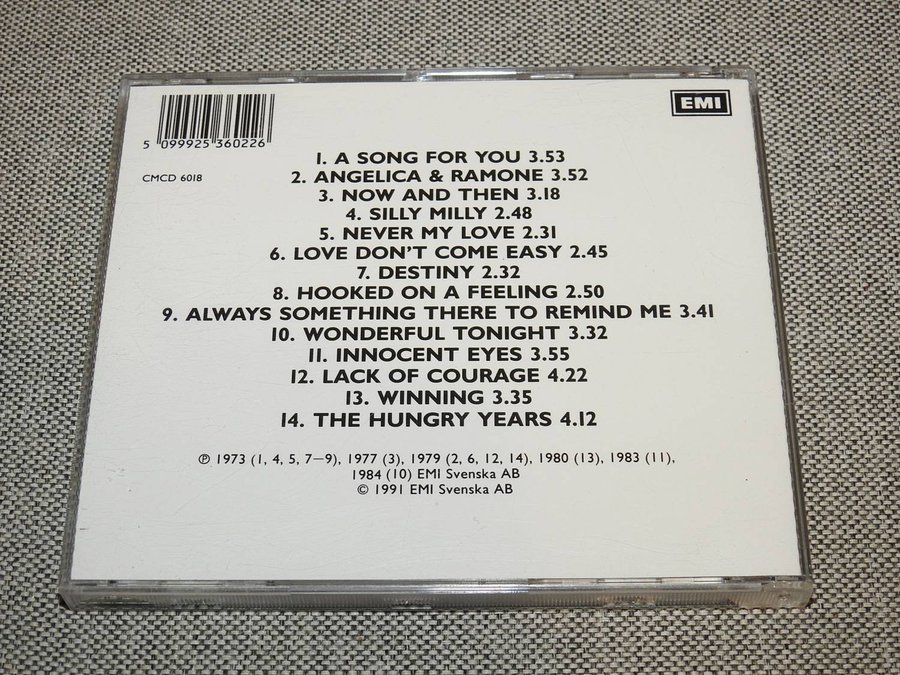 EMI
5 099925 360226
CMCD 6018
1. A SONG FOR YOU 3.53
2. ANGELICA & RAMONE 3.52
3. NOW AND THEN 3.18
4. SILLY MILLY 2.48
5. NEVER MY LOVE 2.31
6. LOVE DON'T COME EASY 2.45
7. DESTINY 2.32
8. HOOKED ON A FEELING 2.50
9. ALWAYS SOMETHING THERE TO REMIND ME 3.41
10. WONDERFUL TONIGHT 3.32
11. INNOCENT EYES 3.55
12. LACK OF COURAGE 4.22
13. WINNING 3.35
14. THE HUNGRY YEARS 4.12
℗ 1973 (1, 4, 5, 7–9), 1977 (3), 1979 (2, 6, 12, 14), 1980 (13), 1983 (11),
1984 (10) EMI Svenska AB
© 1991 EMI Svenska AB